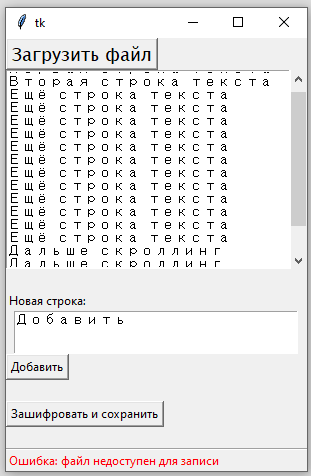 tk
Загрузить файл
Вторая строка текста
Ещё строка текста
Ещё строка текста
Ещё строка текста
Ещё строка текста
Ещё строка текста
Ещё строка текста
Ещё строка текста
Ещё строка текста
Ещё строка текста
Ещё строка текста
Ещё строка текста
Ещё строка текста
Дальше скроллинг
Дальше скроллинг
Новая строка:
Добавить
Добавить
Зашифровать и сохранить
Ошибка: файл недоступен для записи